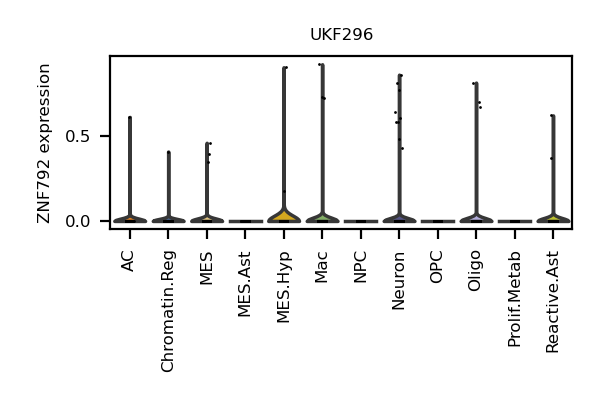 UKF296
ZNF792 expression
0.5
0.0
AC
Chromatin.Reg
MES
MES.Ast
MES.Hyp
Mac
NPC
Neuron
OPC
Oligo
Prolif.Metab
Reactive.Ast